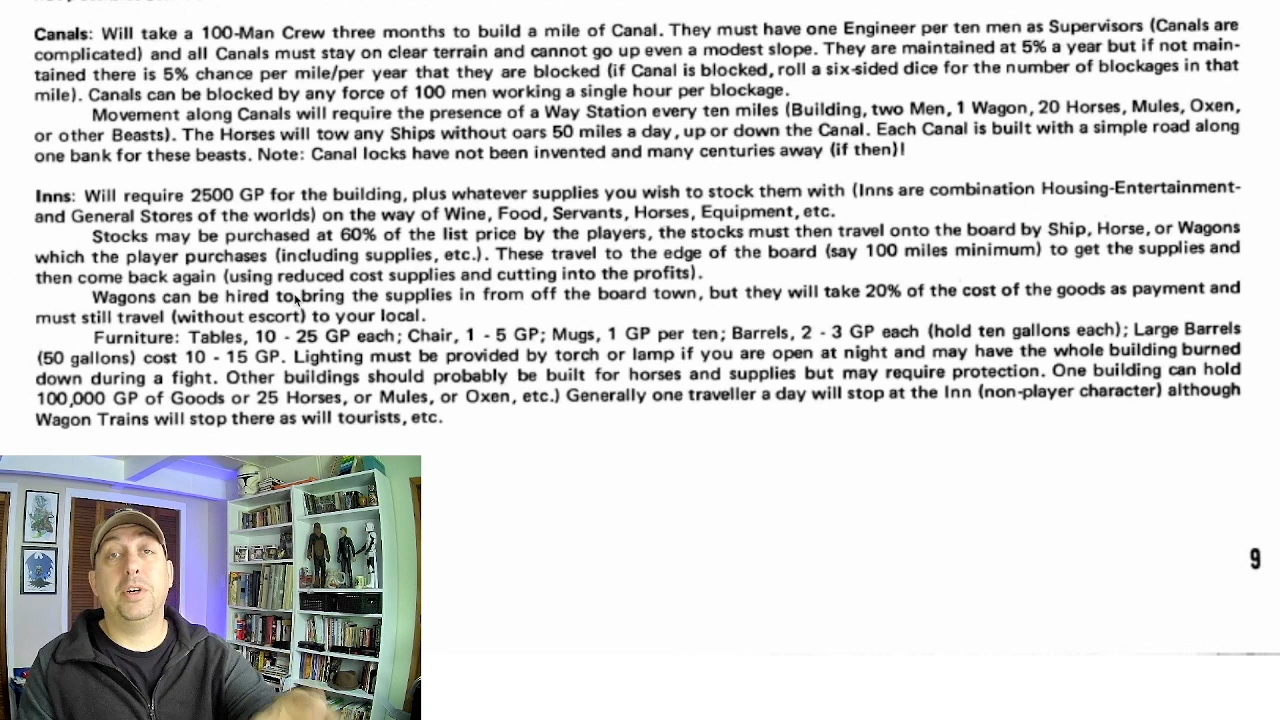 Canals: Will take a 100-Man Crew three months to build a mile of Canal. They must have one Engineer per ten men as Supervisors (Canals are
complicated) and all Canals must stay on clear terrain and cannot go up even a modest slope. They are maintained at 5% a year but if not main-
tained there is 5% chance per mile/per year that they are blocked (if Canal is blocked, roll a six-sided dice for the number of blockages in that
mile). Canals can be blocked by any force of 100 men working a single hour per blockage.
Movement along Canals will require the presence of a Way Station every ten miles (Building, two Men, 1 Wagon, 20 Horses, Mules, Oxen,
or other Beasts). The Horses will tow any Ships without oars 50 miles a day, up or down the Canal. Each Canal is built with a simple road along
one bank for these beasts. Note: Canal locks have not been invented and many centuries away (if then)!
Inns: Will require 2500 GP for the building, plus whatever supplies you wish to stock them with (Inns are combination Housing-Entertainment-
and General Stores of the worlds) on the way of Wine, Food, Servants, Horses, Equipment, etc.
Stocks may be purchased at 60% of the list price by the players, the stocks must then travel onto the board by Ship, Horse, or Wagons
which the player purchases (including supplies, etc.). These travel to the edge of the board (say 100 miles minimum) to get the supplies and
then come back again (using reduced cost supplies and cutting into the profits).
Wagons can be hired to bring the supplies in from off the board town, but they will take 20% of the cost of the goods as payment and
must still travel (without escort) to your local.
Furniture: Tables, 10 - 25 GP each; Chair, 1 - 5 GP; Mugs, 1 GP per ten; Barrels, 2 - 3 GP each (hold ten gallons each); Large Barrels
(50 gallons) cost 10 - 15 GP. Lighting must be provided by torch or lamp if you are open at night and may have the whole building burned
down during a fight. Other buildings should probably be built for horses and supplies but may require protection. One building can hold
100,000 GP of Goods or 25 Horses, or Mules, or Oxen, etc.) Generally one traveller a day will stop at the Inn (non-player character) although
Wagon Trains will stop there as will tourists, etc.
9